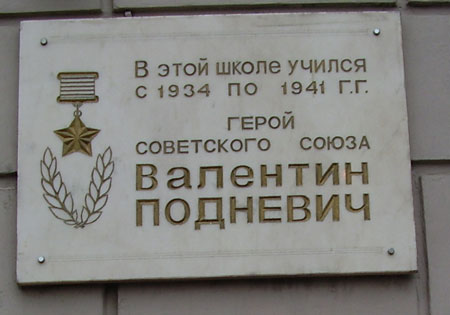 В этой школе учился
с 1934 по 1941 г.г.
Герой
Советского Союза
Валентин
Подневич